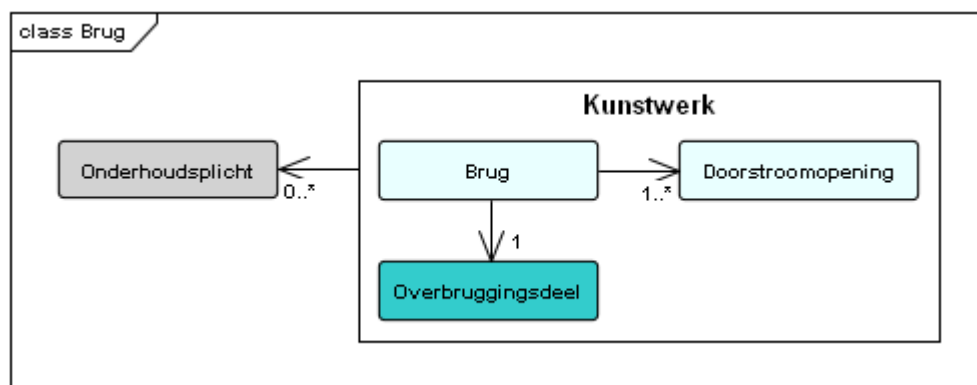 class Brug
Kunstwerk
Onderhoudsplicht
Brug
Doorstroomopening
0..*
1..*
1
Overbruggingsdeel